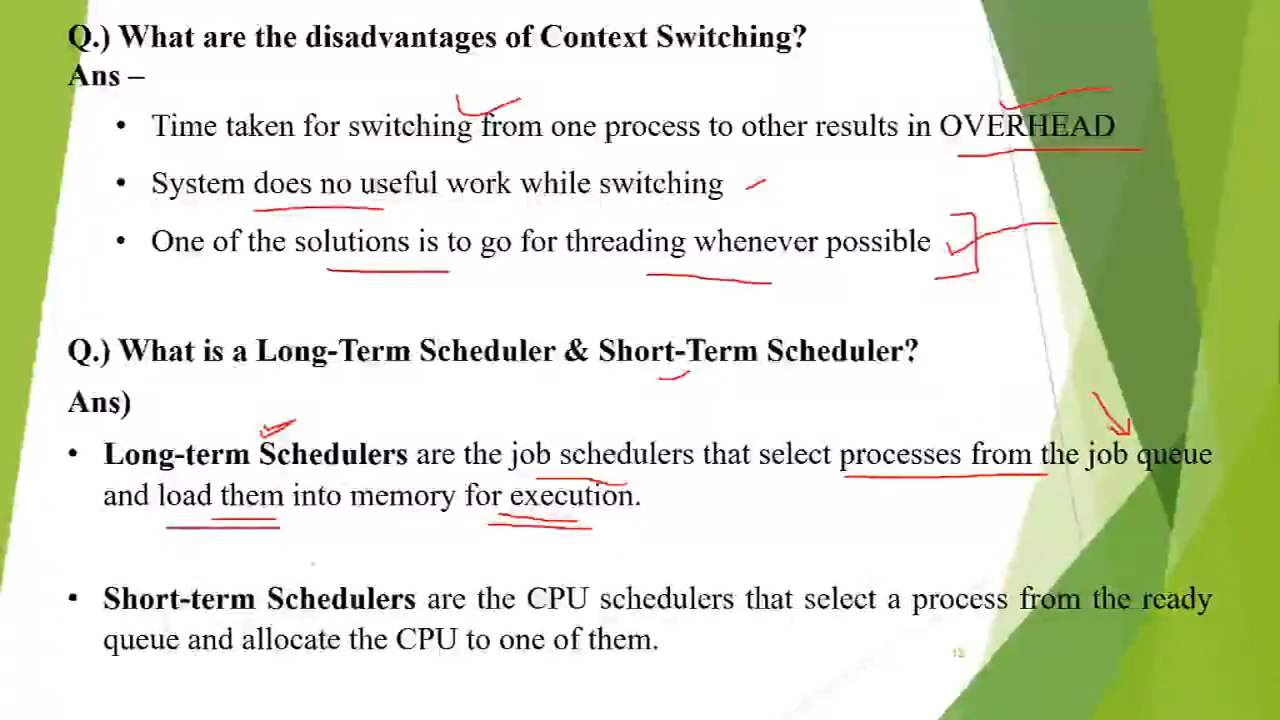 Q.) What are the disadvantages of Context Switching?
Ans –
• Time taken for switching from one process to other results in OVERHEAD
• System does no useful work while switching
• One of the solutions is to go for threading whenever possible
Q.) What is a Long-Term Scheduler & Short-Term Scheduler?
Ans)
• Long-term Schedulers are the job schedulers that select processes from the job queue
and load them into memory for execution.
• Short-term Schedulers are the CPU schedulers that select a process from the ready
queue and allocate the CPU to one of them.